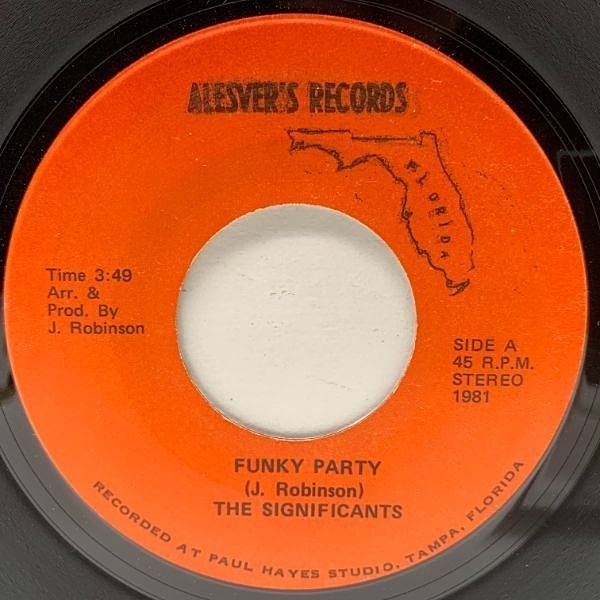 ALESVER'S RECORDS
FLORIDA
Time 3:49
Arr. &
Prod. By
J. Robinson
SIDE A
45 R.P.M.
STEREO
1981
FUNKY PARTY
(J. Robinson)
THE SIGNIFICANTS
RECORDED AT PAUL HAYES STUDIO, TAMPA, FLORIDA